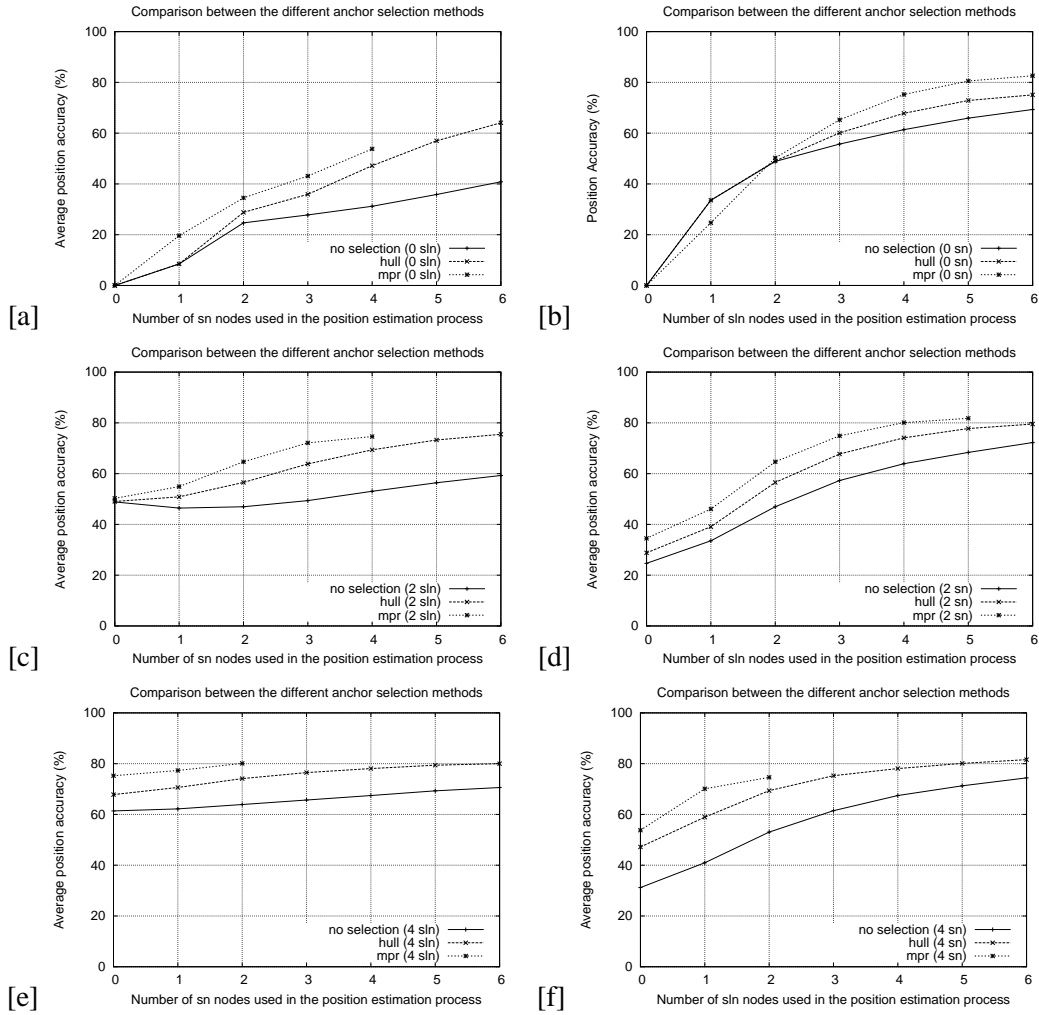 Comparison between the different anchor selection methods
100
80
60
40
20
0
Average position accuracy (%)
no selection (0 sln)
hull (0 sln)
mpr (0 sln)
0 1 2 3 4 5 6
Number of sn nodes used in the position estimation process
[a]
Comparison between the different anchor selection methods
100
80
60
40
20
0
Position Accuracy (%)
no selection (0 sn)
hull (0 sn)
mpr (0 sn)
0 1 2 3 4 5 6
Number of sln nodes used in the position estimation process
[b]
Comparison between the different anchor selection methods
100
80
60
40
20
0
Average position accuracy (%)
no selection (2 sln)
hull (2 sln)
mpr (2 sln)
0 1 2 3 4 5 6
Number of sn nodes used in the position estimation process
[c]
Comparison between the different anchor selection methods
100
80
60
40
20
0
Average position accuracy (%)
no selection (2 sn)
hull (2 sn)
mpr (2 sn)
0 1 2 3 4 5 6
Number of sln nodes used in the position estimation process
[d]
Comparison between the different anchor selection methods
100
80
60
40
20
0
Average position accuracy (%)
no selection (4 sln)
hull (4 sln)
mpr (4 sln)
0 1 2 3 4 5 6
Number of sn nodes used in the position estimation process
[e]
Comparison between the different anchor selection methods
100
80
60
40
20
0
Average position accuracy (%)
no selection (4 sn)
hull (4 sn)
mpr (4 sn)
0 1 2 3 4 5 6
Number of sln nodes used in the position estimation process
[f]